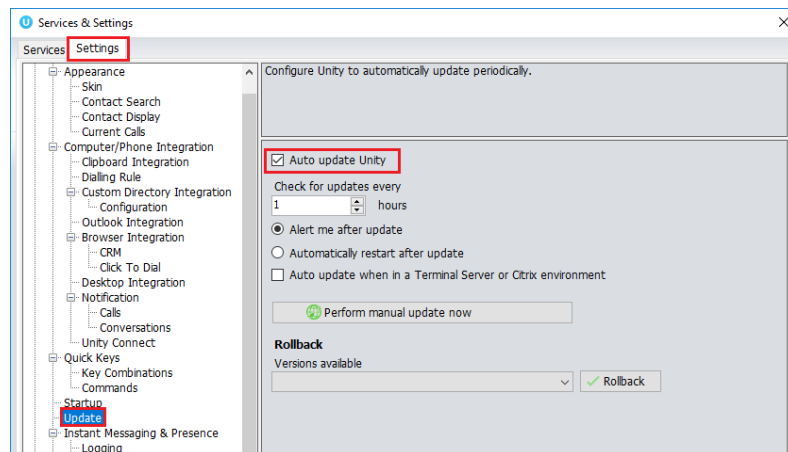 Services & Settings
Services
Settings
Appearance
Skin
Contact Search
Contact Display
Current Calls
Computer/Phone Integration
Clipboard Integration
Dialling Rule
Custom Directory Integration
Configuration
Outlook Integration
Browser Integration
CRM
Click To Dial
Desktop Integration
Notification
Calls
Conversations
Unity Connect
Quick Keys
Key Combinations
Commands
Startup
Update
Instant Messaging & Presence
Logging
Configure Unity to automatically update periodically.
Auto update Unity
Check for updates every
1 hours
Alert me after update
Automatically restart after update
Auto update when in a Terminal Server or Citrix environment
Perform manual update now
Rollback
Versions available
Rollback